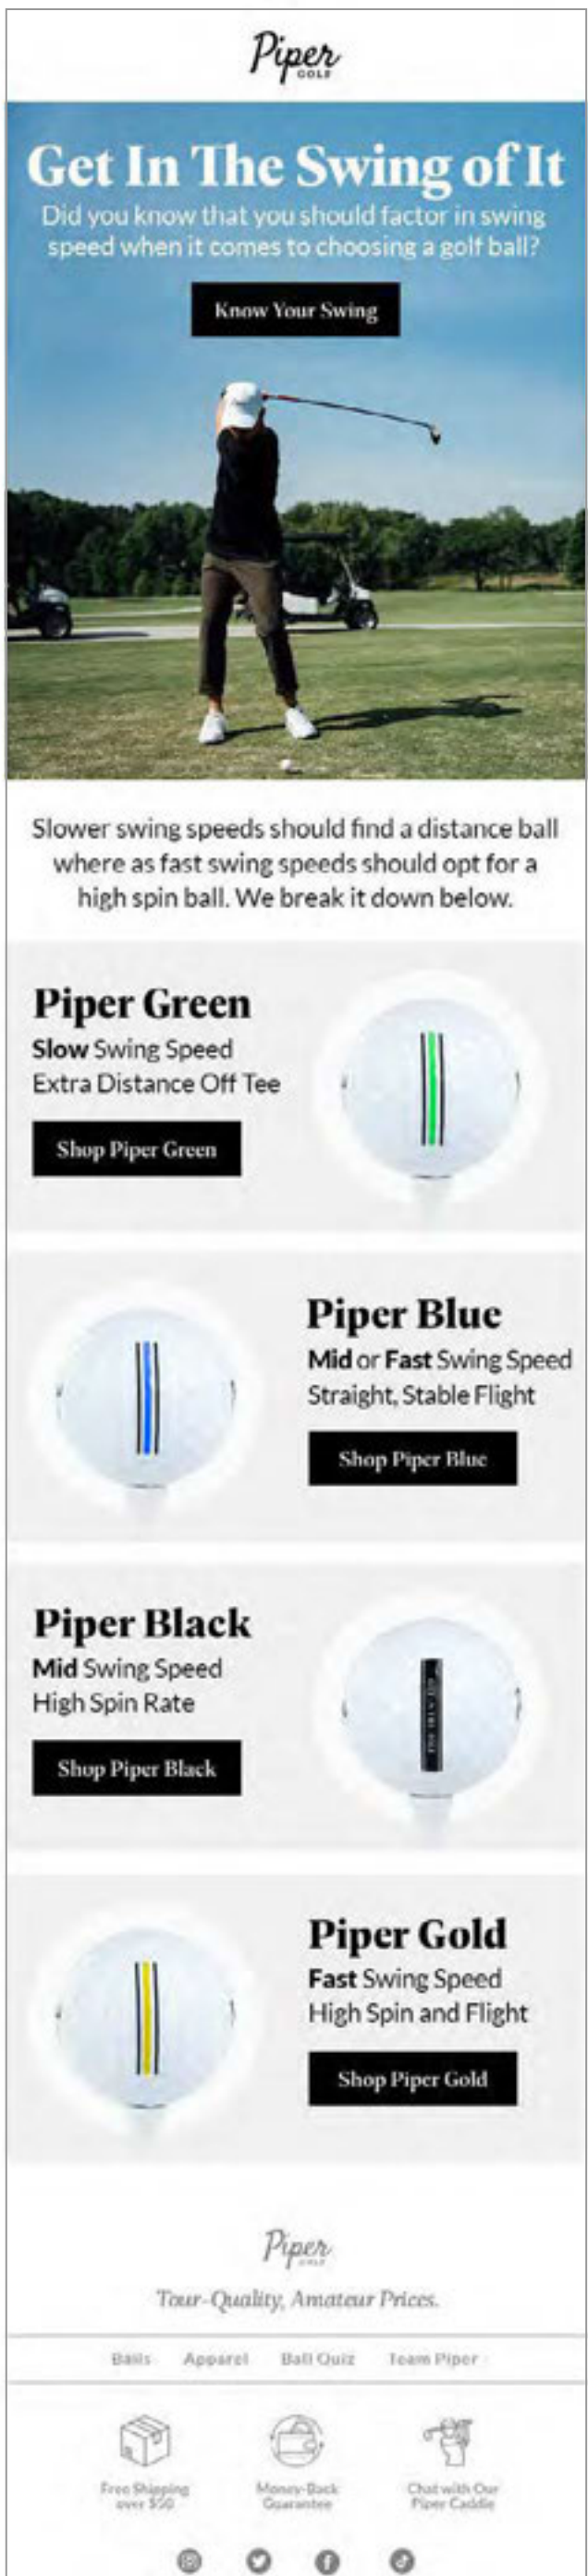 Piper
GOLF
Get In The Swing of It
Did you know that you should factor in swing
speed when it comes to choosing a golf ball?
Know Your Swing
Slower swing speeds should find a distance ball
where as fast swing speeds should opt for a
high spin ball. We break it down below.
Piper Green
Slow Swing Speed
Extra Distance Off Tee
Shop Piper Green
Piper Blue
Mid or Fast Swing Speed
Straight, Stable Flight
Shop Piper Blue
Piper Black
Mid Swing Speed
High Spin Rate
Shop Piper Black
Piper Gold
Fast Swing Speed
High Spin and Flight
Shop Piper Gold
Piper
GOLF
Tour-Quality, Amateur Prices.
Balls Apparel Ball Quiz Team Piper
Free Shipping
over $50
Money-Back
Guarantee
Chat with Our
Piper Caddie